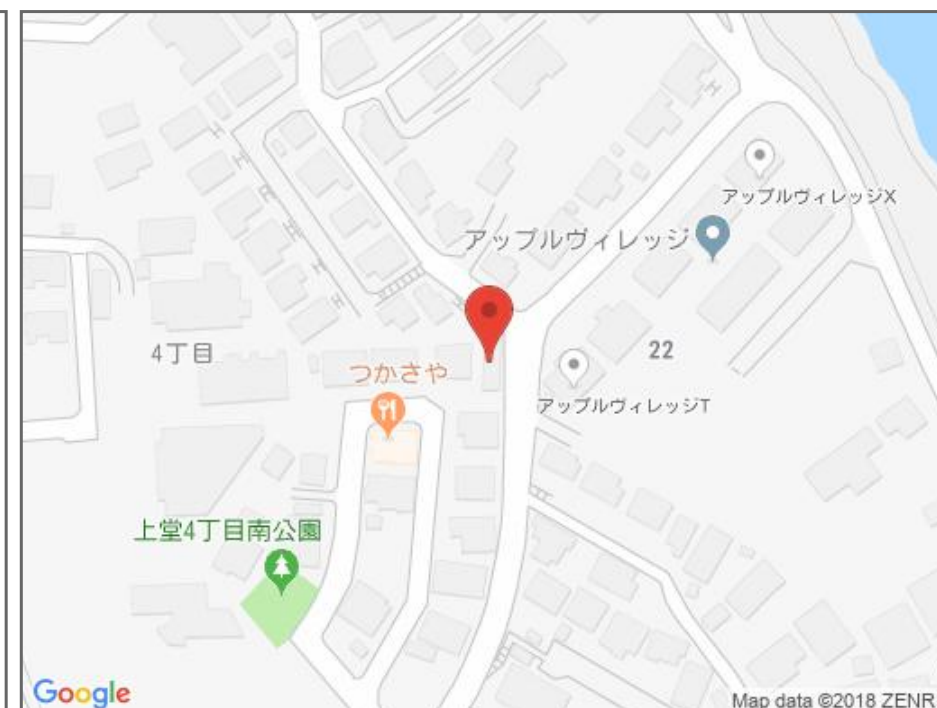 アップルヴィレッジX
アップルヴィレッジ
4丁目
22
つかさや
アップルヴィレッジT
上堂4丁目南公園
Google
Map data ©2018 ZENR